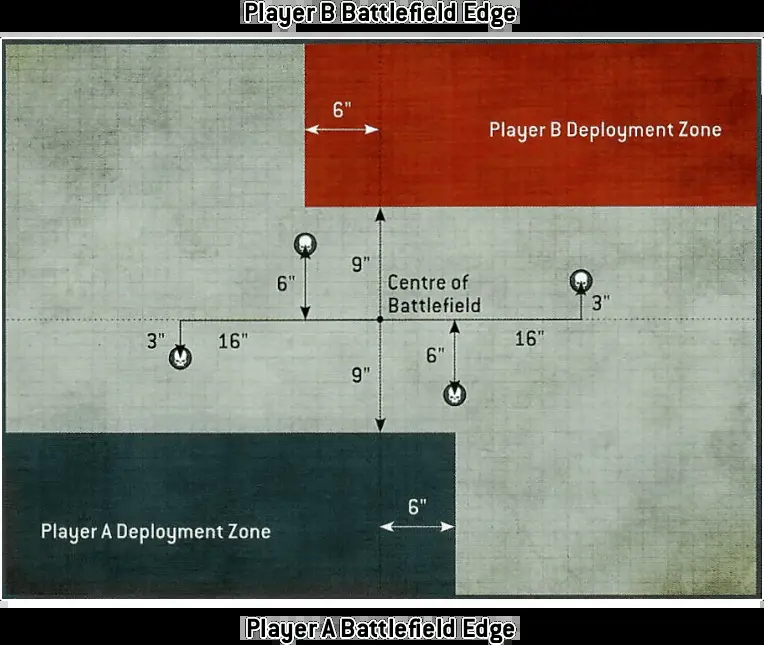 Player B Battlefield Edge
6"
Player B Deployment Zone
9"
6"
Centre of
Battlefield
3"
3"
16"
16"
6"
9"
6"
Player A Deployment Zone
Player A Battlefield Edge